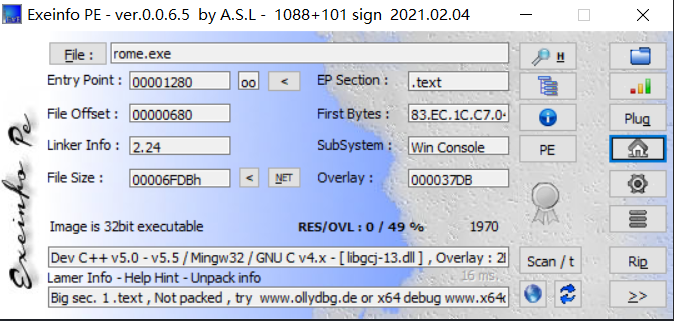 Exeinfo PE - ver.0.0.6.5 by A.S.L - 1088+101 sign 2021.02.04
File : rome.exe H
Entry Point : 00001280 oo < EP Section : .text
File Offset : 00000680 First Bytes : 83.EC.1C.C7.04 Plug
Linker Info : 2.24 SubSystem : Win Console PE
File Size : 00006FDBh < NET Overlay : 000037DB
Image is 32bit executable RES/OVL : 0 / 49 % 1970
Exeinfo Pe
Dev C++ v5.0 - v5.5 / Mingw32 / GNU C v4.x - [ libgcj-13.dll ] , Overlay : Scan / t Rip
Lamer Info - Help Hint - Unpack info 16 ms.
Big sec. 1 .text , Not packed , try www.ollydbg.de or x64 debug www.x64 >>